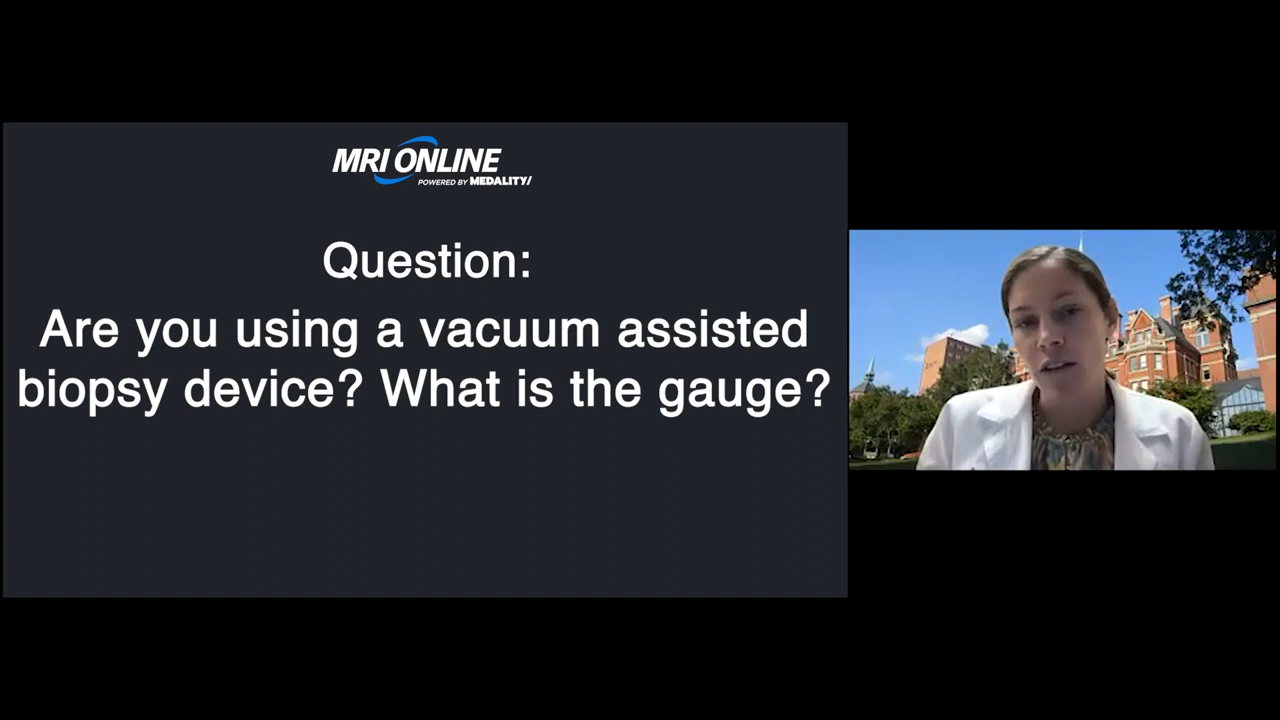 MRI ONLINE
POWERED BY MEDALITY/
Question:
Are you using a vacuum assisted
biopsy device? What is the gauge?